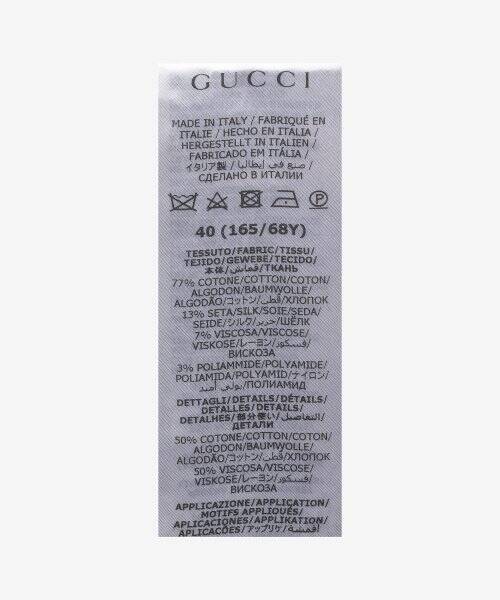 GUCCI
MADE IN ITALY / FABRIQUÉ EN
ITALIE / HECHO EN ITALIA /
HERGESTELLT IN ITALIEN /
FABRICADO EM ITÁLIA /
イタリア製 / صنع في إيطاليا /
СДЕЛАНО В ИТАЛИИ
P
40 (165/68Y)
TESSUTO/FABRIC/TISSU/
TEJIDO/GEWEBE/TECIDO/
本体/قماش/ТКАНЬ
77% COTONE/COTTON/COTON/
ALGODON/BAUMWOLLE/
ALGODÃO/コットン/قطن/ХЛОПОК
13% SETA/SILK/SOIE/SEDA/
SEIDE/シルク/حرير/ШЁЛК
7% VISCOSA/VISCOSE/
VISKOSE/レーヨン/فسكوز/
ВИСКОЗА
3% POLIAMMIDE/POLYAMIDE/
POLIAMIDA/POLYAMID/ナイロン/
بولي أميد/ПОЛИАМИД
DETTAGLI/DETAILS/DÉTAILS/
DETALLES/DETAILS/
DETALHES/部分使い/التفاصيل/
ДЕТАЛИ
50% COTONE/COTTON/COTON/
ALGODON/BAUMWOLLE/
ALGODÃO/コットン/قطن/ХЛОПОК
50% VISCOSA/VISCOSE/
VISKOSE/レーヨン/فسكوز/
ВИСКОЗА
APPLICAZIONE/APPLICATION/
MOTIFS APPLIQUÉS/
APLICACIONES/APPLIKATION/
APLICAÇÕES/アップリケ/